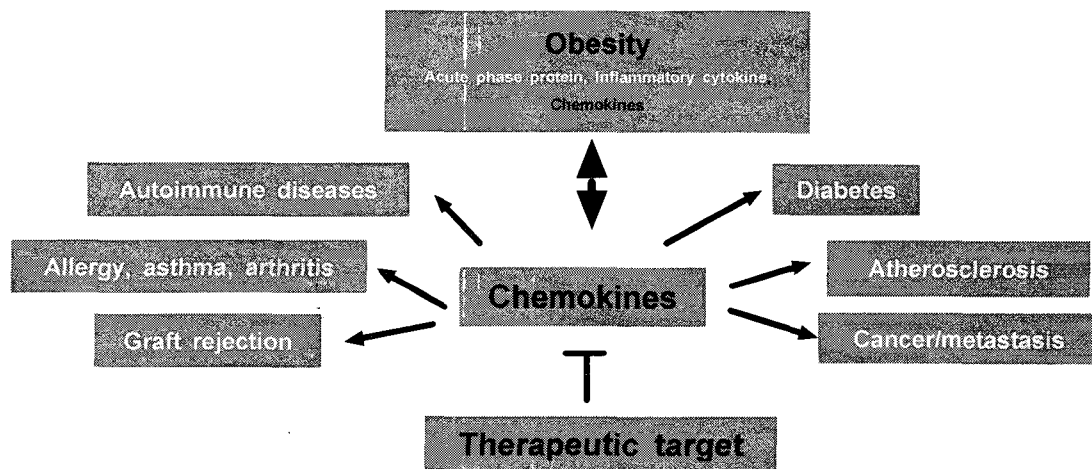 Obesity
Acute phase protein, Inflammatory cytokine,
Chemokines
Autoimmune diseases
Diabetes
Allergy, asthma, arthritis
Atherosclerosis
Chemokines
Graft rejection
Cancer/metastasis
Therapeutic target